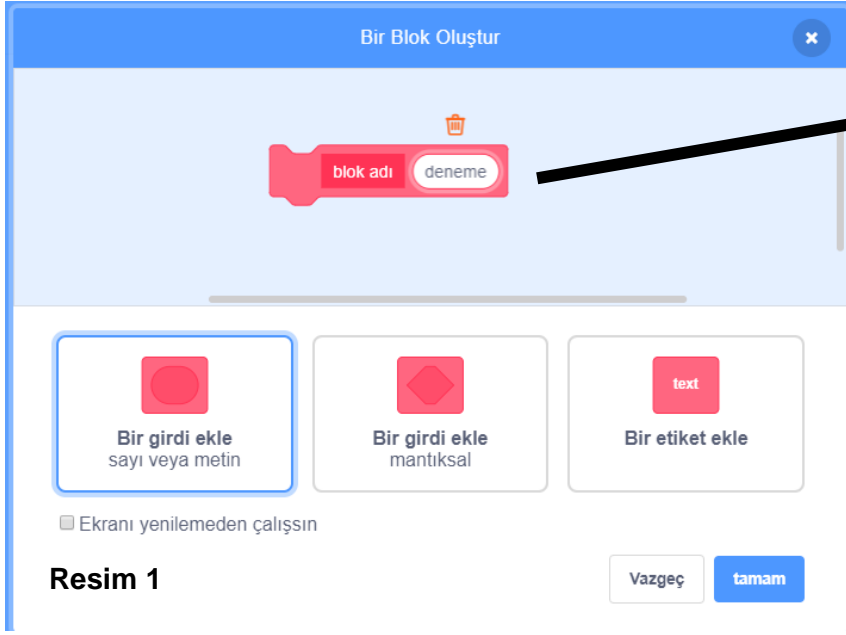 Bir Blok Oluştur
blok adı deneme
text
Bir girdi ekle
sayı veya metin
Bir girdi ekle
mantıksal
Bir etiket ekle
Ekranı yenilemeden çalışsın
Resim 1
Vazgeç
tamam